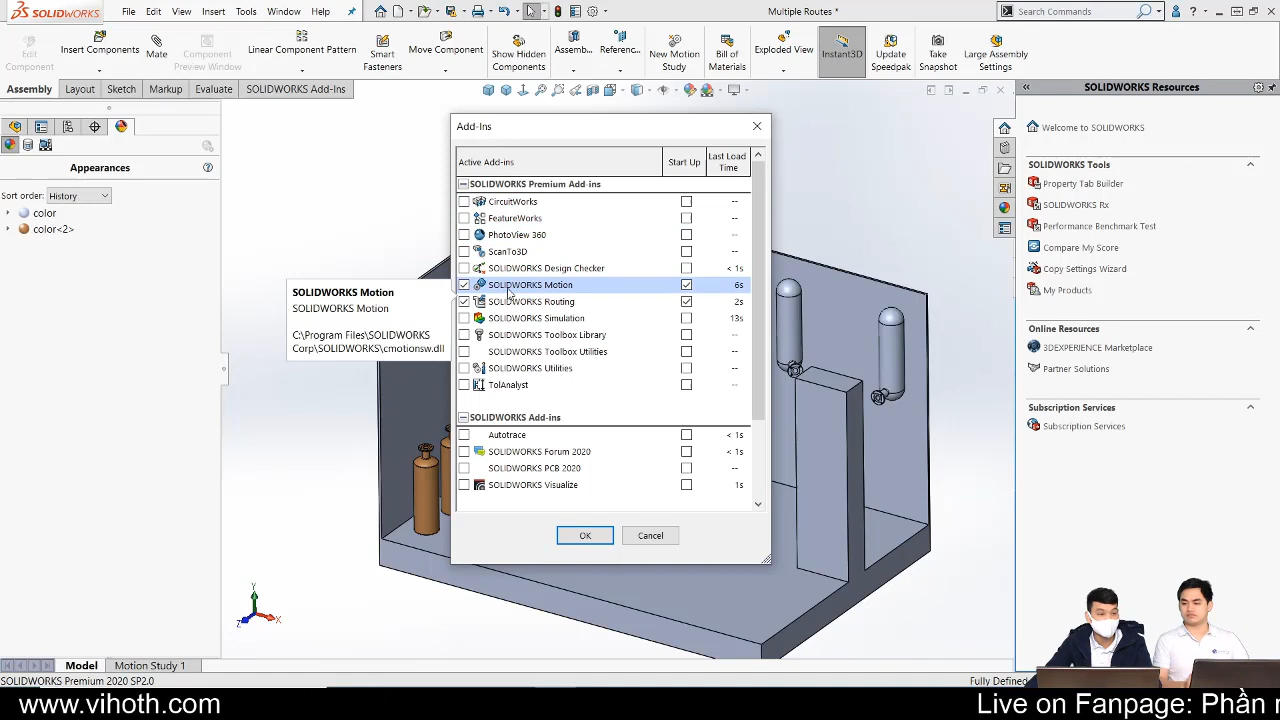 SOLIDWORKS File Edit View Insert Tools Window Help Multiple Routes * Search Commands
Edit Component
Insert Components
Mate
Component Preview Window
Linear Component Pattern
Smart Fasteners
Move Component
Show Hidden Components
Assemb...
Referenc...
New Motion Study
Bill of Materials
Exploded View
Instant3D
Update Speedpak
Take Snapshot
Large Assembly Settings
Assembly Layout Sketch Markup Evaluate SOLIDWORKS Add-Ins
Appearances
Sort order: History
color
color<2>
Add-Ins
Active Add-ins Start Up Last Load Time
SOLIDWORKS Premium Add-ins
CircuitWorks --
FeatureWorks --
PhotoView 360 --
ScanTo3D --
SOLIDWORKS Design Checker < 1s
SOLIDWORKS Motion 6s
SOLIDWORKS Routing 2s
SOLIDWORKS Simulation 13s
SOLIDWORKS Toolbox Library --
SOLIDWORKS Toolbox Utilities --
SOLIDWORKS Utilities --
TolAnalyst --
SOLIDWORKS Add-ins
Autotrace < 1s
SOLIDWORKS Forum 2020 < 1s
SOLIDWORKS PCB 2020 --
SOLIDWORKS Visualize 1s
OK Cancel
SOLIDWORKS Motion
SOLIDWORKS Motion
C:\Program Files\SOLIDWORKS
Corp\SOLIDWORKS\cmotionsw.dll
SOLIDWORKS Resources
Welcome to SOLIDWORKS
SOLIDWORKS Tools
Property Tab Builder
SOLIDWORKS Rx
Performance Benchmark Test
Compare My Score
Copy Settings Wizard
My Products
Online Resources
3DEXPERIENCE Marketplace
Partner Solutions
Subscription Services
Subscription Services
Y
Z
X
Model Motion Study 1
SOLIDWORKS Premium 2020 SP2.0 Fully Defined
www.vihoth.com Live on Fanpage: Phần